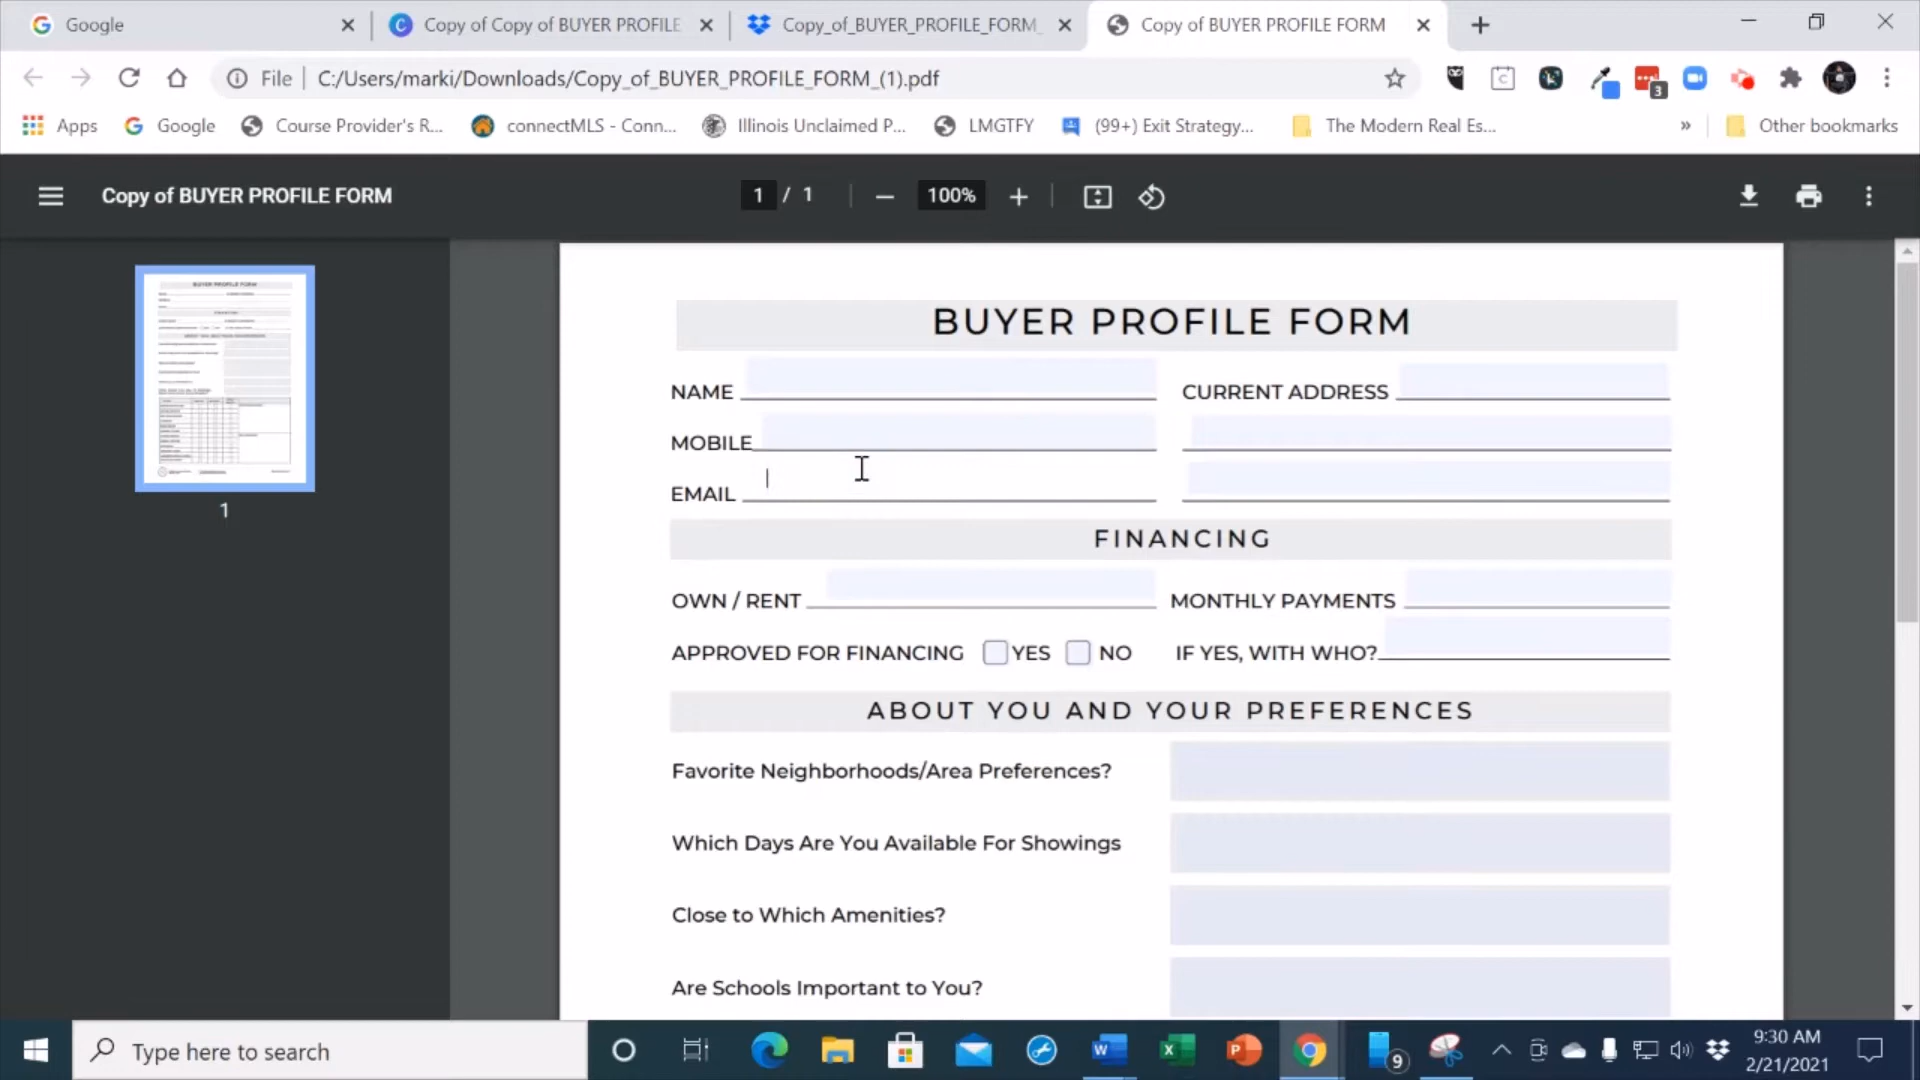 Google
Copy of Copy of BUYER PROFILE
Copy_of_BUYER_PROFILE_FORM_
Copy of BUYER PROFILE FORM
File
C:/Users/marki/Downloads/Copy_of_BUYER_PROFILE_FORM_(1).pdf
3
Apps
Google
Course Provider's R...
connectMLS - Conn...
Illinois Unclaimed P...
LMGTFY
(99+) Exit Strategy...
The Modern Real Es...
»
Other bookmarks
Copy of BUYER PROFILE FORM
1 / 1
100%
1
BUYER PROFILE FORM
NAME
CURRENT ADDRESS
MOBILE
EMAIL
FINANCING
OWN / RENT
MONTHLY PAYMENTS
APPROVED FOR FINANCING YES NO
IF YES, WITH WHO?
ABOUT YOU AND YOUR PREFERENCES
Favorite Neighborhoods/Area Preferences?
Which Days Are You Available For Showings
Close to Which Amenities?
Are Schools Important to You?
Type here to search
9
9:30 AM
2/21/2021